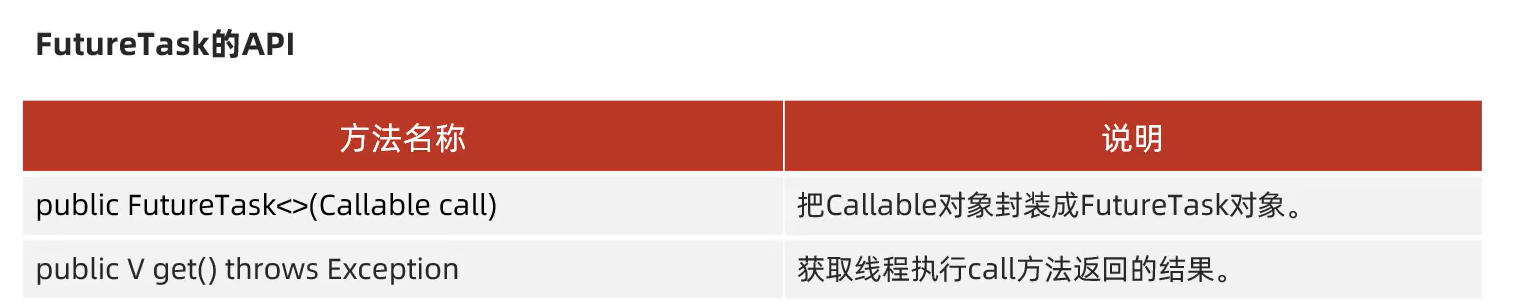 FutureTask的API
方法名称 说明
public FutureTask<>(Callable call) 把Callable对象封装成FutureTask对象。
public V get() throws Exception 获取线程执行call方法返回的结果。